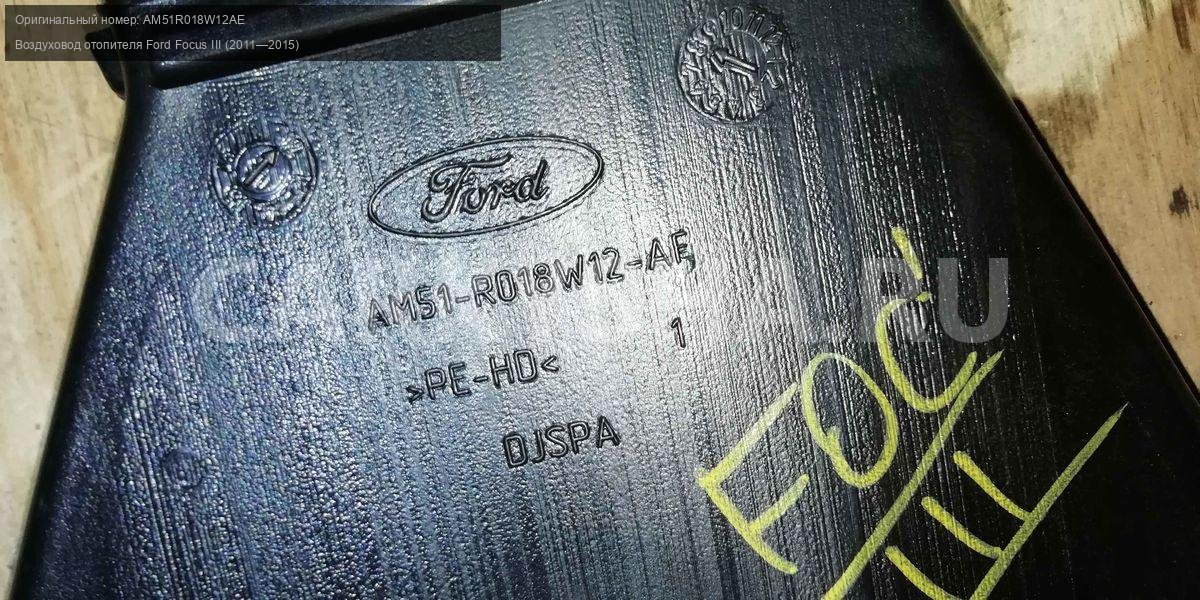 Оригинальный номер: AM51R018W12AE
Воздуховод отопителя Ford Focus III (2011—2015)
Ford
AM51-R018W12-AE
>PE-HD<
1
DJSPA
FOC
III